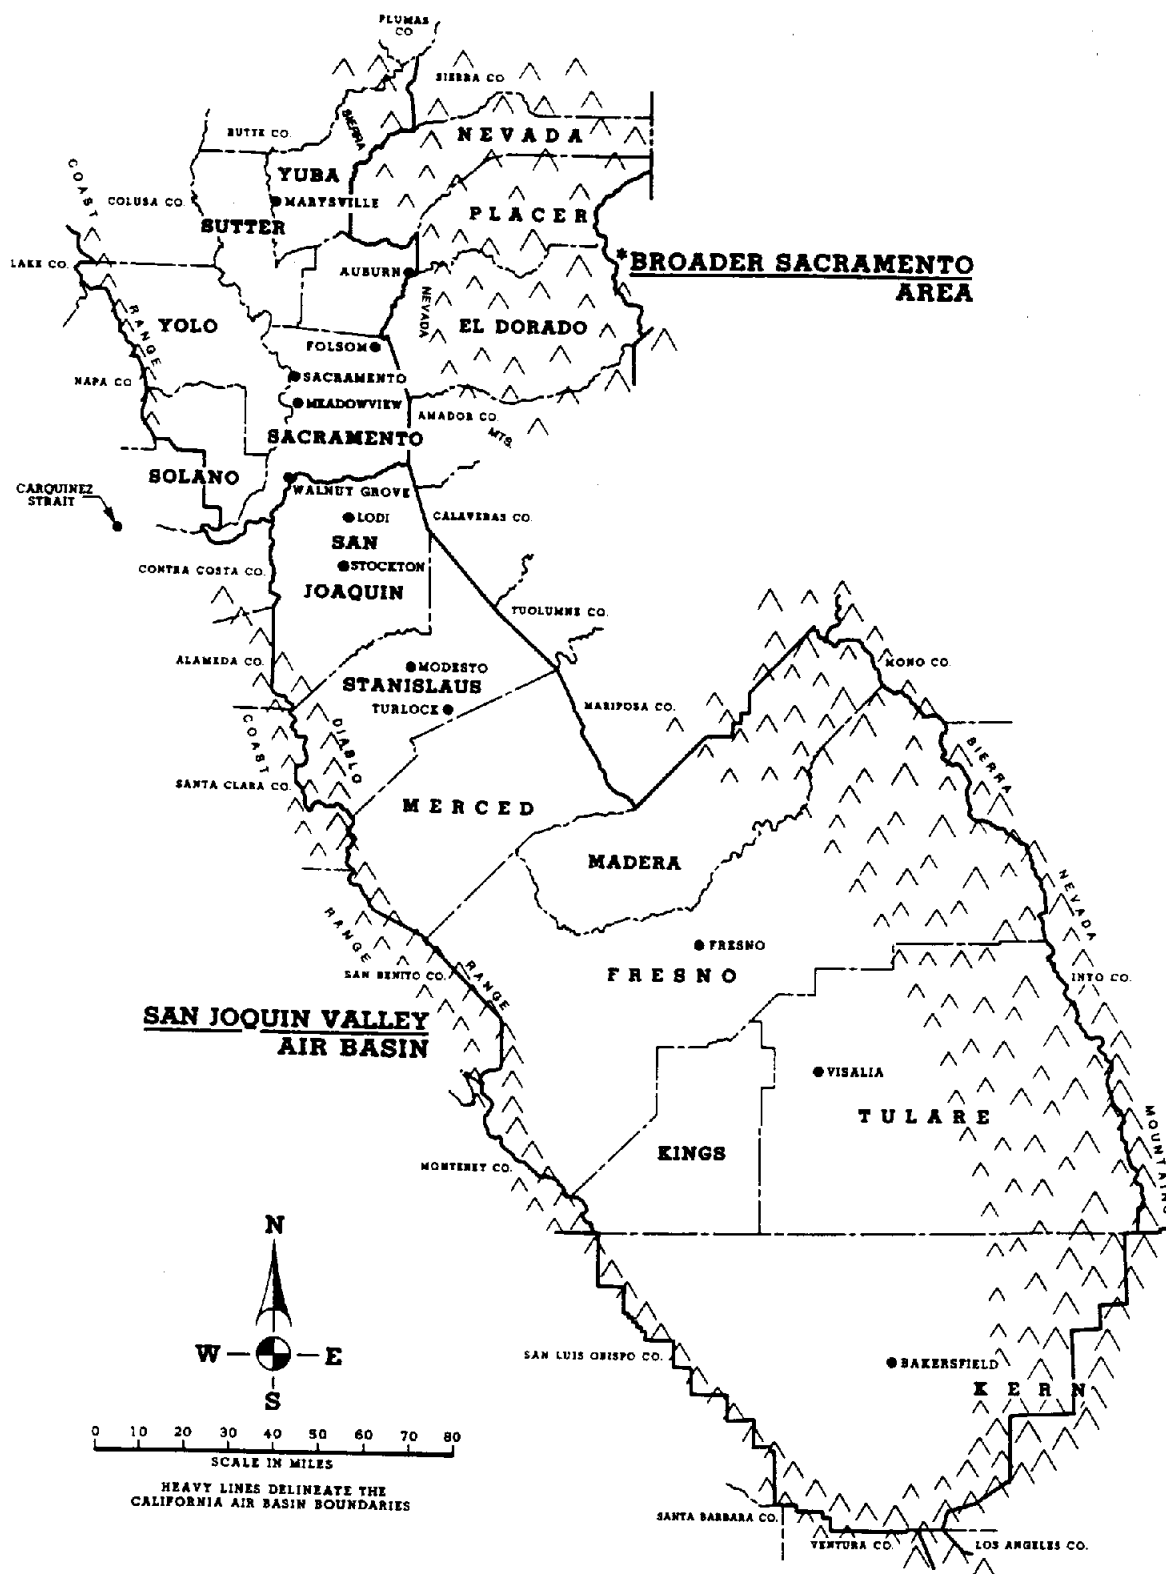 PLUMAS
CO
SIERRA CO
BUTTE CO.
SIERRA
NEVADA
COAST
YUBA
COLUSA CO.
MARYSVILLE
PLACER
SUTTER
LAKE CO.
AUBURN
*BROADER SACRAMENTO
AREA
RANGE
YOLO
NEVADA
EL DORADO
FOLSOM
NAPA CO
SACRAMENTO
MEADOWVIEW
AMADOR CO.
MTS.
SACRAMENTO
SOLANO
CARQUINEZ
STRAIT
WALNUT GROVE
LODI
CALAVERAS CO.
SAN
STOCKTON
CONTRA COSTA CO.
JOAQUIN
TUOLUMNE CO.
ALAMEDA CO.
MODESTO
MONO CO.
STANISLAUS
TURLOCK
MARIPOSA CO.
COAST
DIABLO
SIERRA
SANTA CLARA CO.
MERCED
MADERA
NEVADA
RANGE
FRESNO
FRESNO
SAN BENITO CO.
RANGE
INYO CO.
SAN JOQUIN VALLEY
AIR BASIN
VISALIA
TULARE
MOUNTAINS
KINGS
MONTENEY CO.
N
W E
S
SAN LUIS OBISPO CO.
BAKERSFIELD
KERN
0 10 20 30 40 50 60 70 80
SCALE IN MILES
HEAVY LINES DELINEATE THE
CALIFORNIA AIR BASIN BOUNDARIES
SANTA BARBARA CO.
VENTURA CO.
LOS ANGELES CO.